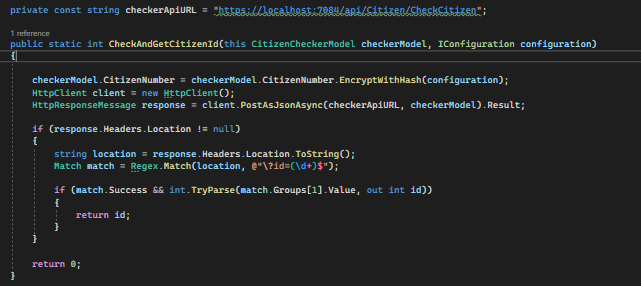 private const string checkerApiURL = "https://localhost:7084/api/Citizen/CheckCitizen";
1 reference
public static int CheckAndGetCitizenId(this CitizenCheckerModel checkerModel, IConfiguration configuration)
{
checkerModel.CitizenNumber = checkerModel.CitizenNumber.EncryptWithHash(configuration);
HttpClient client = new HttpClient();
HttpResponseMessage response = client.PostAsJsonAsync(checkerApiURL, checkerModel).Result;
if (response.Headers.Location != null)
{
string location = response.Headers.Location.ToString();
Match match = Regex.Match(location, @"\?id=(\d+)$");
if (match.Success && int.TryParse(match.Groups[1].Value, out int id))
{
return id;
}
}
return 0;
}